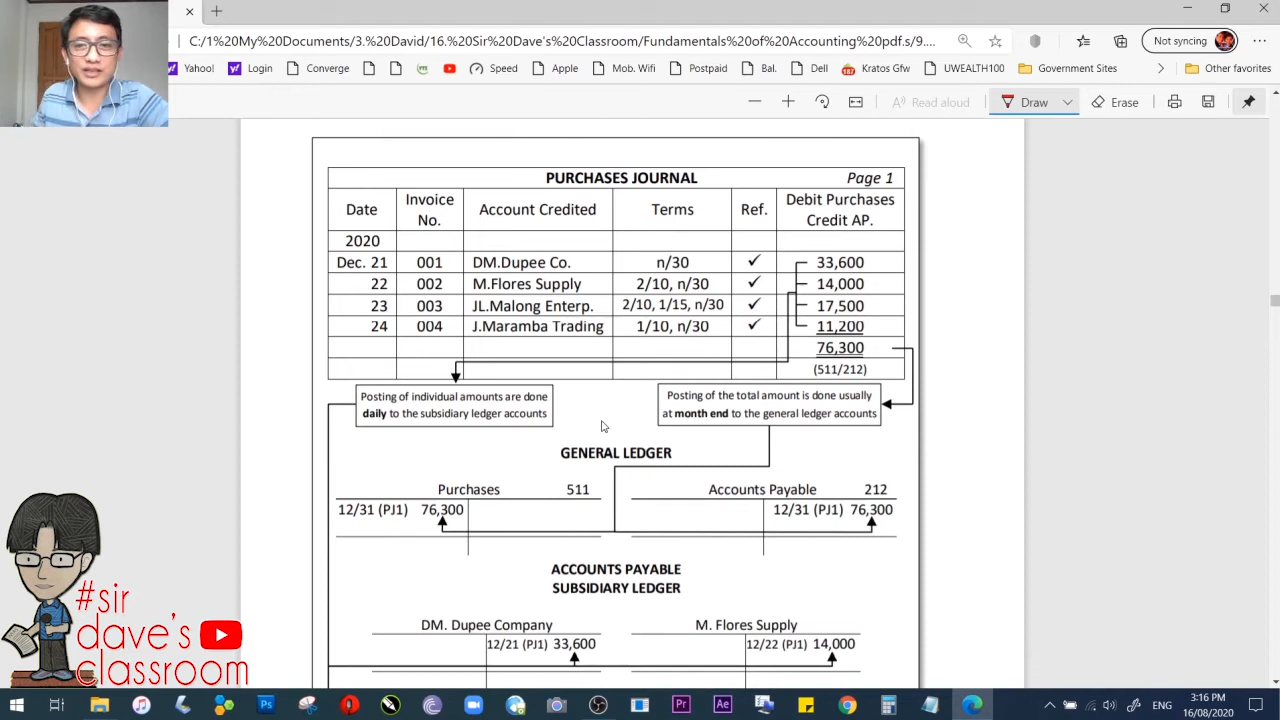 C:/1%20My%20Documents/3.%20David/16.%20Sir%20Dave's%20Classroom/Fundamentals%20of%20Accounting%20pdf.s/9....
Not syncing
Yahoo!
Login
Converge
Speed
Apple
Mob. Wifi
Postpaid
Bal.
Dell
187
Kristos Gfw
UWEALTH100
Government Sites
Other favorites
Read aloud
Draw
Erase
PURCHASES JOURNAL Page 1
Date Invoice No. Account Credited Terms Ref. Debit Purchases Credit AP.
2020
Dec. 21 001 DM.Dupee Co. n/30 ✓ 33,600
22 002 M.Flores Supply 2/10, n/30 ✓ 14,000
23 003 JL.Malong Enterp. 2/10, 1/15, n/30 ✓ 17,500
24 004 J.Maramba Trading 1/10, n/30 ✓ 11,200
76,300
(511/212)
Posting of individual amounts are done
daily to the subsidiary ledger accounts
Posting of the total amount is done usually
at month end to the general ledger accounts
GENERAL LEDGER
Purchases 511
12/31 (PJ1) 76,300
Accounts Payable 212
12/31 (PJ1) 76,300
ACCOUNTS PAYABLE
SUBSIDIARY LEDGER
DM. Dupee Company
12/21 (PJ1) 33,600
M. Flores Supply
12/22 (PJ1) 14,000
#sir
dave's
classroom
Ps
Pr
Ae
ENG
3:16 PM
16/08/2020